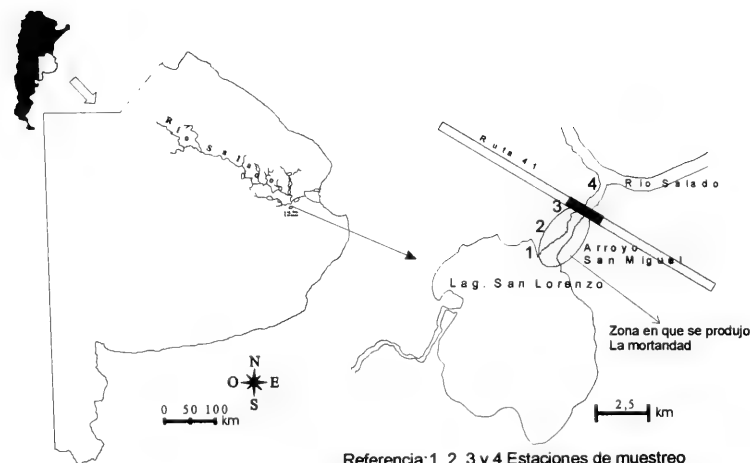 Río Salado
Ruta 41
4
Río Salado
3
2
1
Arroyo
San Miguel
Lag. San Lorenzo
Zona en que se produjo
La mortandad
N
O E
S
0 50 100
km
2,5
km
Referencia: 1, 2, 3 y 4 Estaciones de muestreo